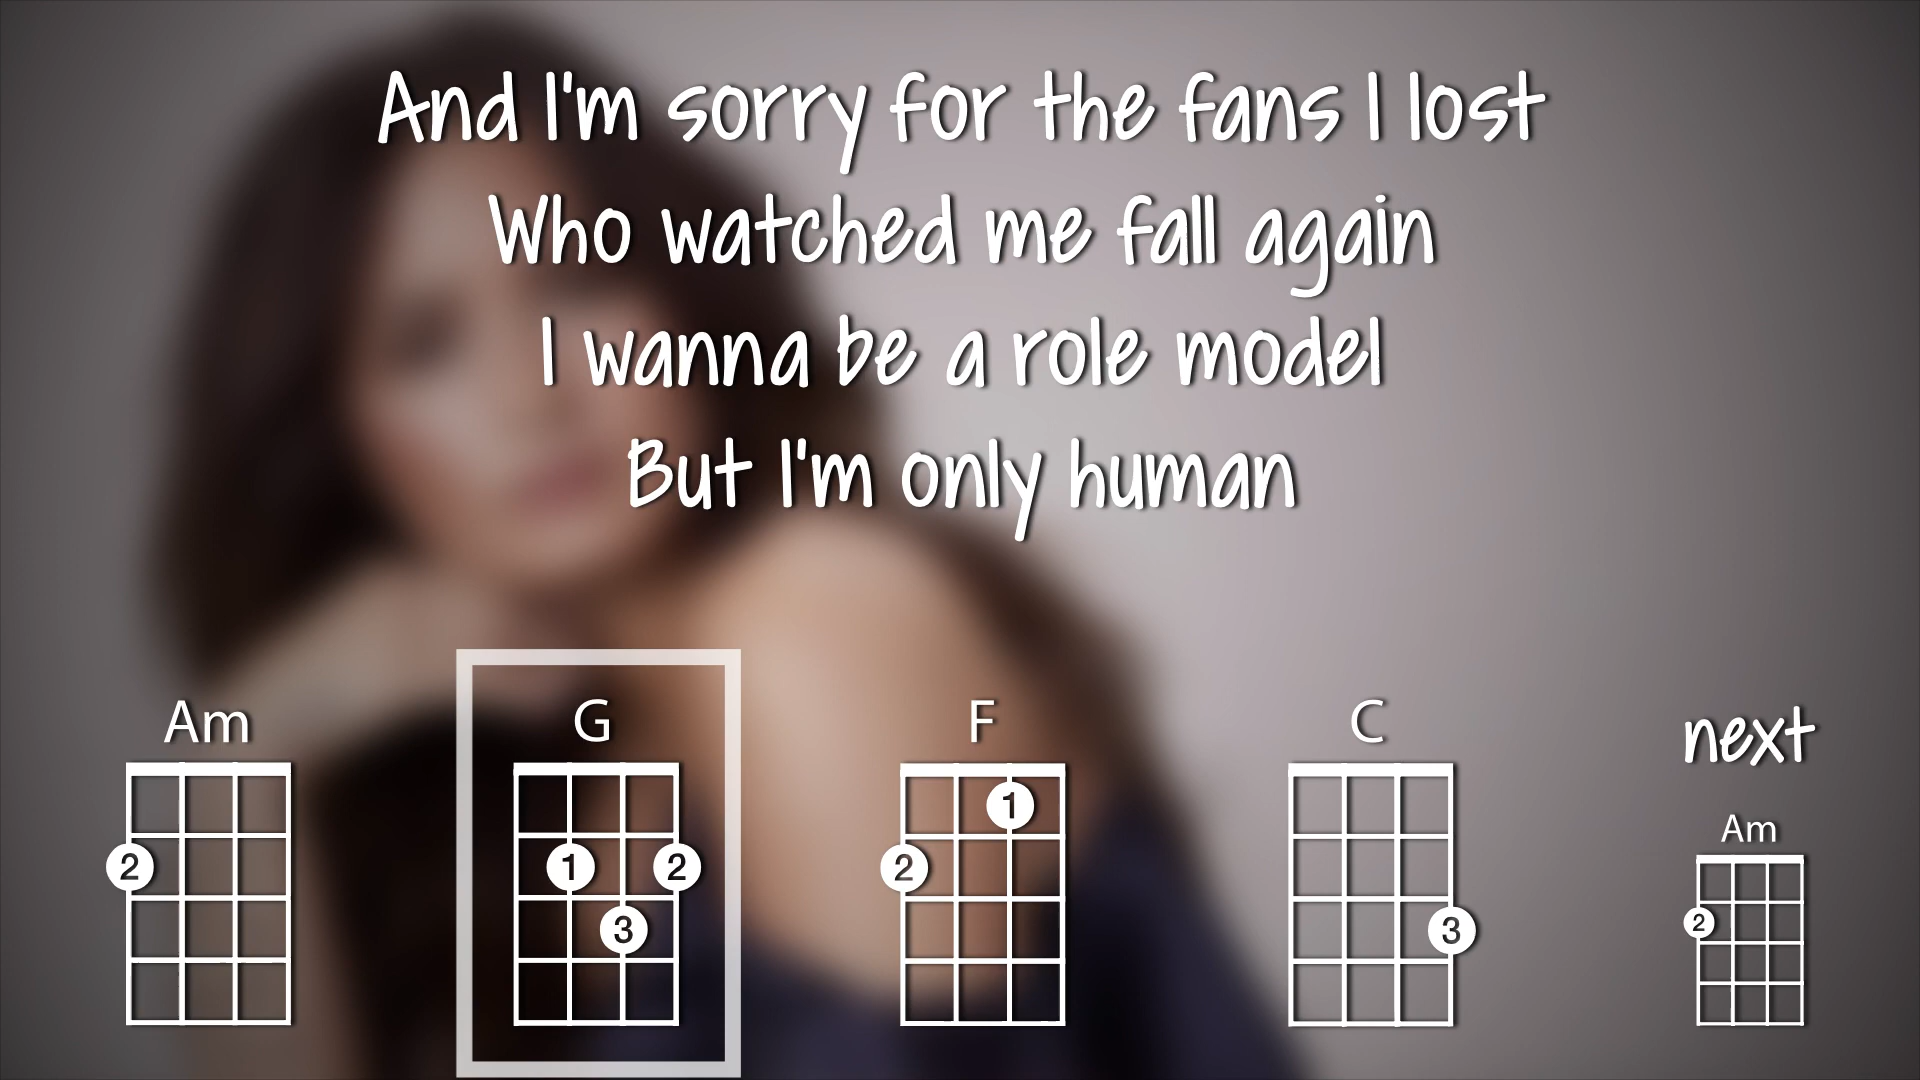 And I'm sorry for the fans I lost
Who watched me fall again
I wanna be a role model
But I'm only human
Am
G
F
C
next
2
1
2
3
1
2
3
Am
2